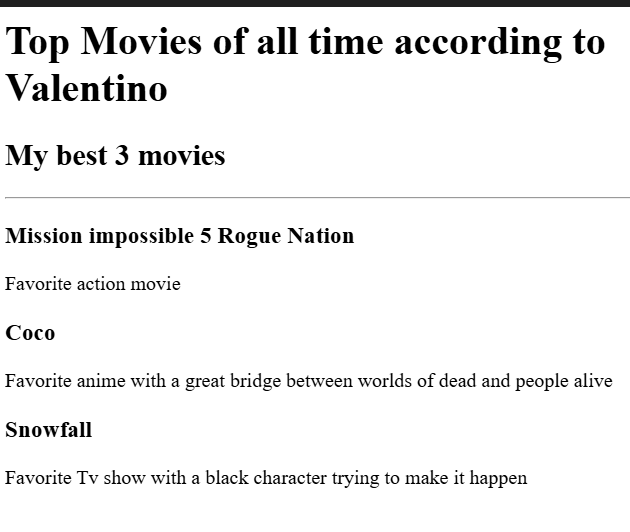 Top Movies of all time according to
Valentino
My best 3 movies
Mission impossible 5 Rogue Nation
Favorite action movie
Coco
Favorite anime with a great bridge between worlds of dead and people alive
Snowfall
Favorite Tv show with a black character trying to make it happen